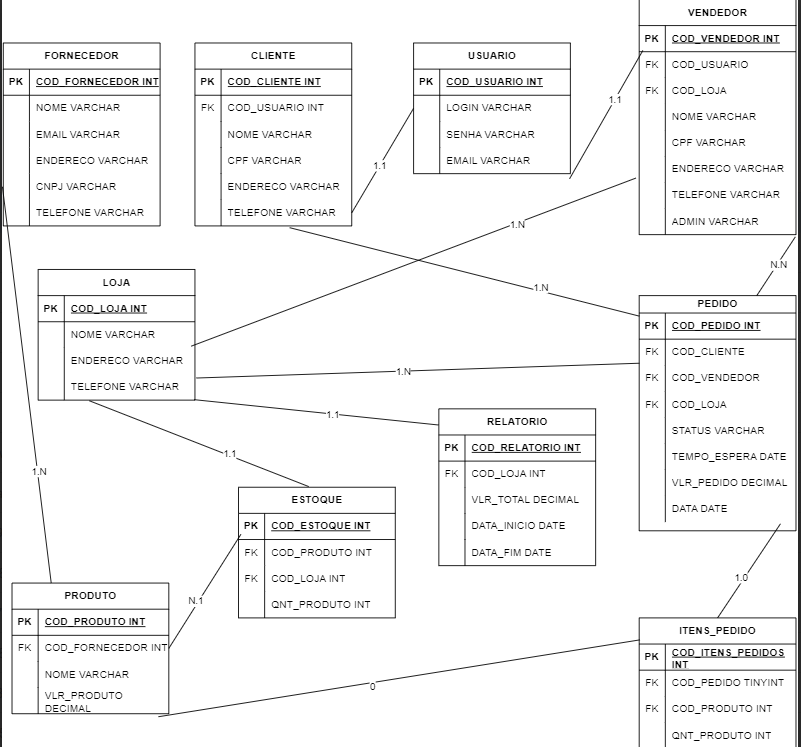 VENDEDOR
PK COD_VENDEDOR INT
FK COD_USUARIO
FK COD_LOJA
NOME VARCHAR
CPF VARCHAR
ENDERECO VARCHAR
TELEFONE VARCHAR
ADMIN VARCHAR
FORNECEDOR
PK COD_FORNECEDOR INT
NOME VARCHAR
EMAIL VARCHAR
ENDERECO VARCHAR
CNPJ VARCHAR
TELEFONE VARCHAR
CLIENTE
PK COD_CLIENTE INT
FK COD_USUARIO INT
NOME VARCHAR
CPF VARCHAR
ENDERECO VARCHAR
TELEFONE VARCHAR
USUARIO
PK COD_USUARIO INT
LOGIN VARCHAR
SENHA VARCHAR
EMAIL VARCHAR
1.1
1.1
1.N
N.N
1.N
LOJA
PK COD_LOJA INT
NOME VARCHAR
ENDERECO VARCHAR
TELEFONE VARCHAR
PEDIDO
PK COD_PEDIDO INT
FK COD_CLIENTE
FK COD_VENDEDOR
FK COD_LOJA
STATUS VARCHAR
TEMPO_ESPERA DATE
VLR_PEDIDO DECIMAL
DATA DATE
1.N
1.1
1.1
1.N
RELATORIO
PK COD_RELATORIO INT
FK COD_LOJA INT
VLR_TOTAL DECIMAL
DATA_INICIO DATE
DATA_FIM DATE
ESTOQUE
PK COD_ESTOQUE INT
FK COD_PRODUTO INT
FK COD_LOJA INT
QNT_PRODUTO INT
1.0
N.1
PRODUTO
PK COD_PRODUTO INT
FK COD_FORNECEDOR INT
NOME VARCHAR
VLR_PRODUTO
DECIMAL
0
ITENS_PEDIDO
PK COD_ITENS_PEDIDOS
INT
FK COD_PEDIDO TINYINT
FK COD_PRODUTO INT
QNT_PRODUTO INT